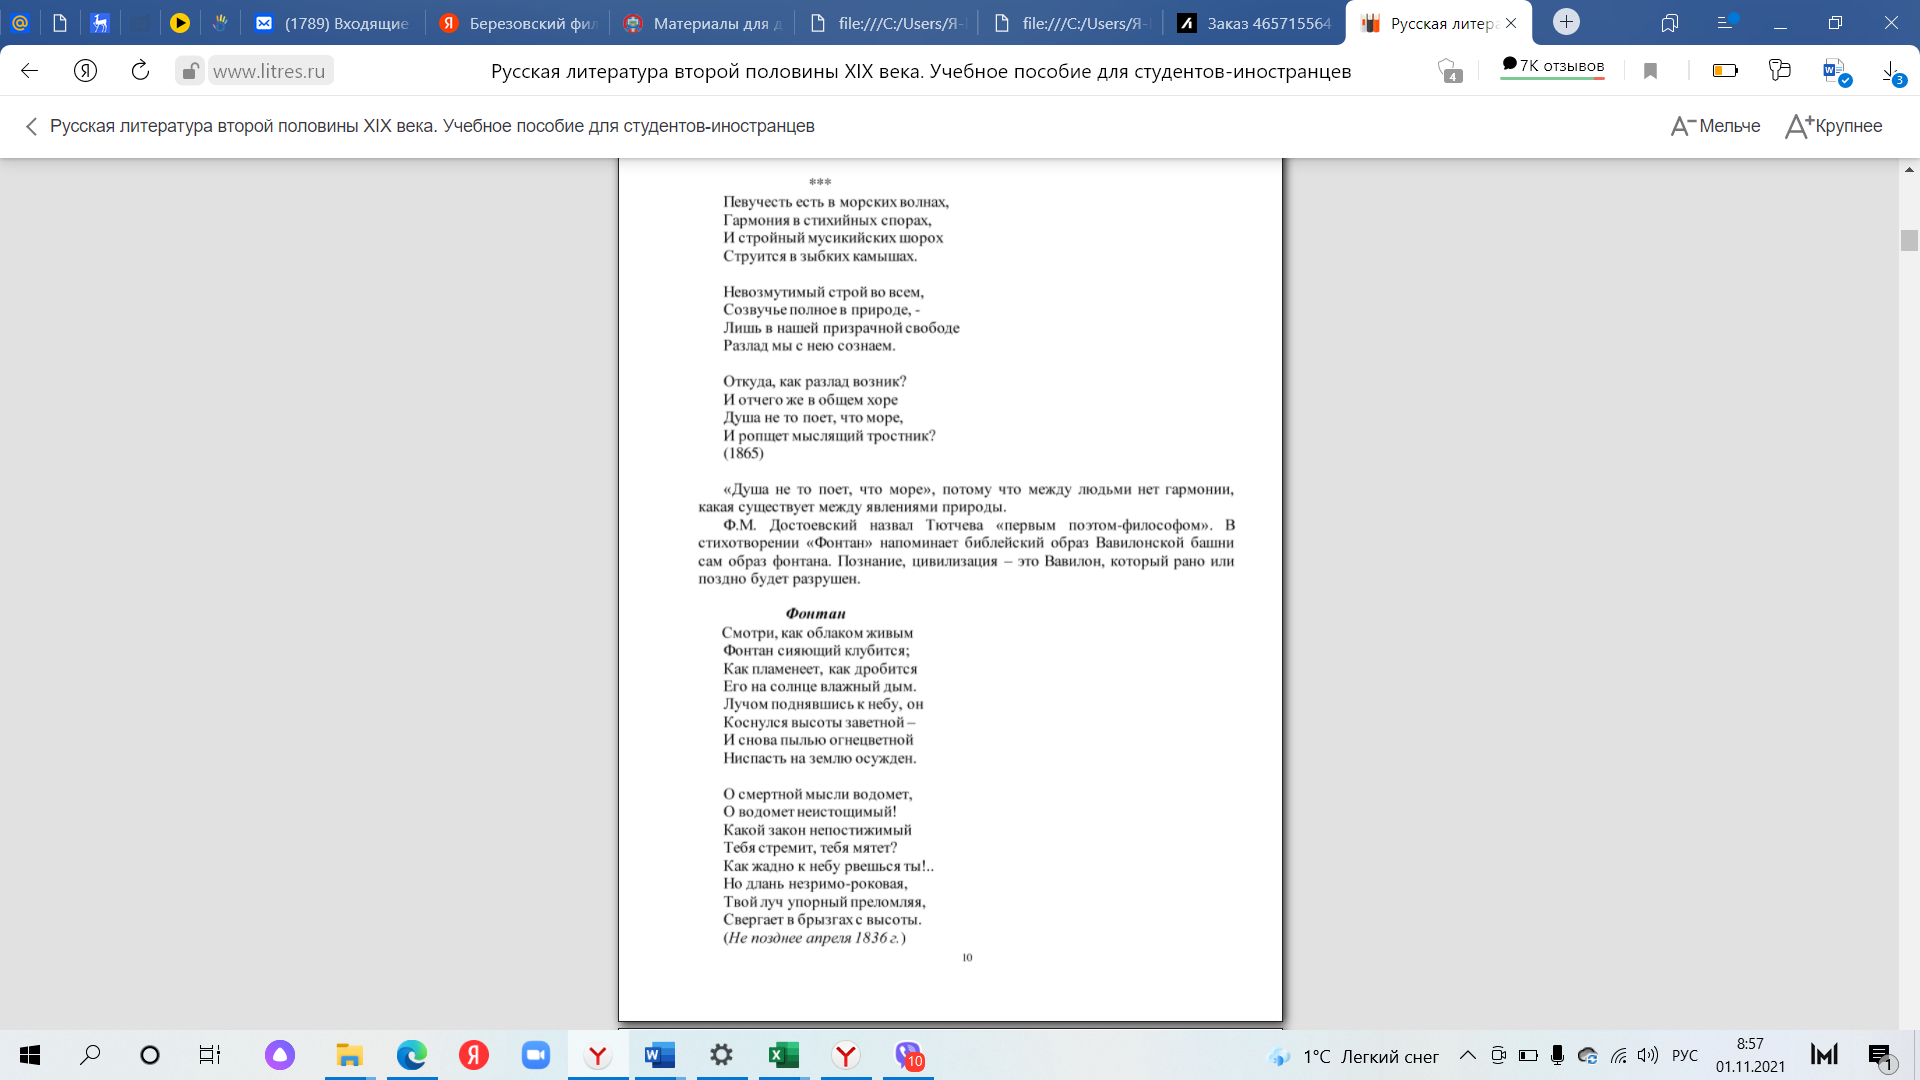 (1789) Входящие
Березовский фил
Материалы для д
file:///C:/Users/Я-
file:///C:/Users/Я-
Заказ 465715564
Русская литера
www.litres.ru
Русская литература второй половины XIX века. Учебное пособие для студентов-иностранцев
4
7K отзывов
3
Русская литература второй половины XIX века. Учебное пособие для студентов-иностранцев
A− Мельче
A+ Крупнее
***
Певучесть есть в морских волнах,
Гармония в стихийных спорах,
И стройный мусикийских шорох
Струится в зыбких камышах.
Невозмутимый строй во всем,
Созвучье полное в природе, -
Лишь в нашей призрачной свободе
Разлад мы с нею сознаем.
Откуда, как разлад возник?
И отчего же в общем хоре
Душа не то поет, что море,
И ропщет мыслящий тростник?
(1865)
«Душа не то поет, что море», потому что между людьми нет гармонии,
какая существует между явлениями природы.
Ф.М. Достоевский назвал Тютчева «первым поэтом-философом». В
стихотворении «Фонтан» напоминает библейский образ Вавилонской башни
сам образ фонтана. Познание, цивилизация – это Вавилон, который рано или
поздно будет разрушен.
Фонтан
Смотри, как облаком живым
Фонтан сияющий клубится;
Как пламенеет, как дробится
Его на солнце влажный дым.
Лучом поднявшись к небу, он
Коснулся высоты заветной –
И снова пылью огнецветной
Ниспасть на землю осужден.
О смертной мысли водомет,
О водомет неистощимый!
Какой закон непостижимый
Тебя стремит, тебя мятет?
Как жадно к небу рвешься ты!..
Но длань незримо-роковая,
Твой луч упорный преломляя,
Свергает в брызгах с высоты.
(Не позднее апреля 1836 г.)
10
10
1°C Легкий снег
РУС
8:57
01.11.2021
1